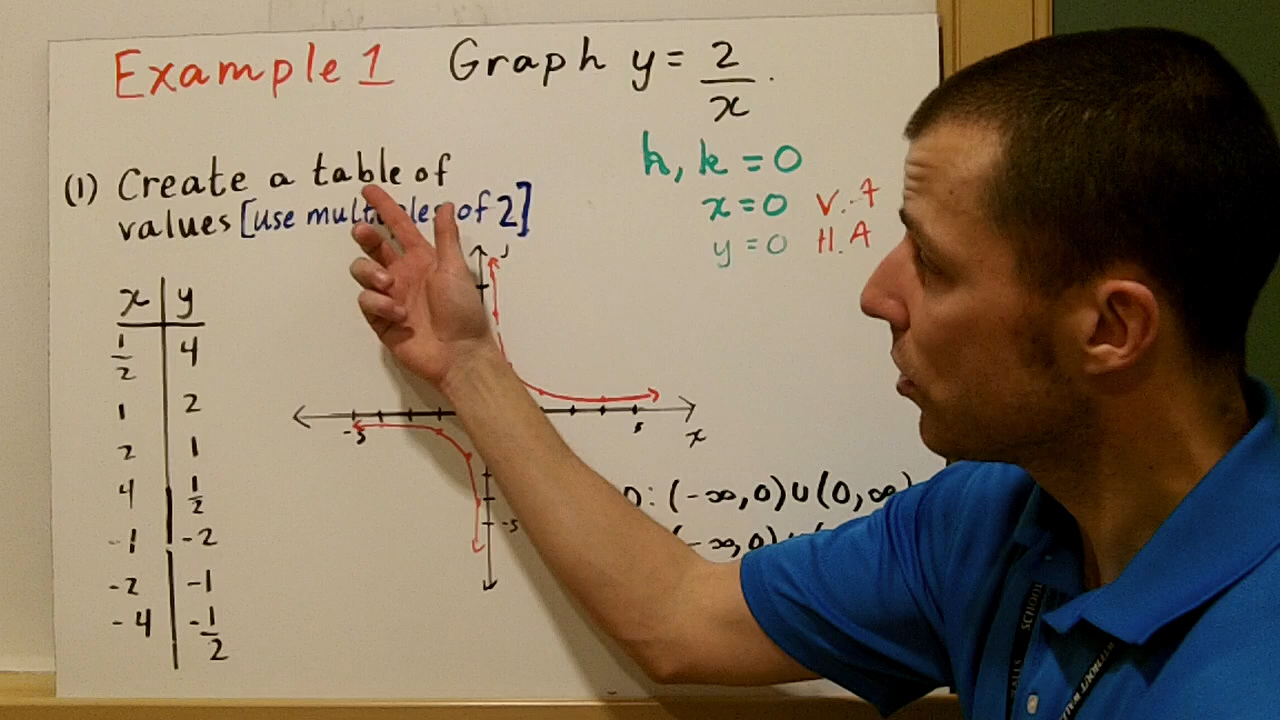 Example 1 Graph y = 2/x.
h, k = 0
x = 0 V.A
y = 0 H.A
(1) Create a table of
values [use multiples of 2]
x | y
1/2 | 4
1 | 2
2 | 1
4 | 1/2
-1 | -2
-2 | -1
-4 | -1/2
y
-5 5 x
-5
D: (-∞, 0) ∪ (0, ∞)
(-∞, 0) ∪
SCHOOL